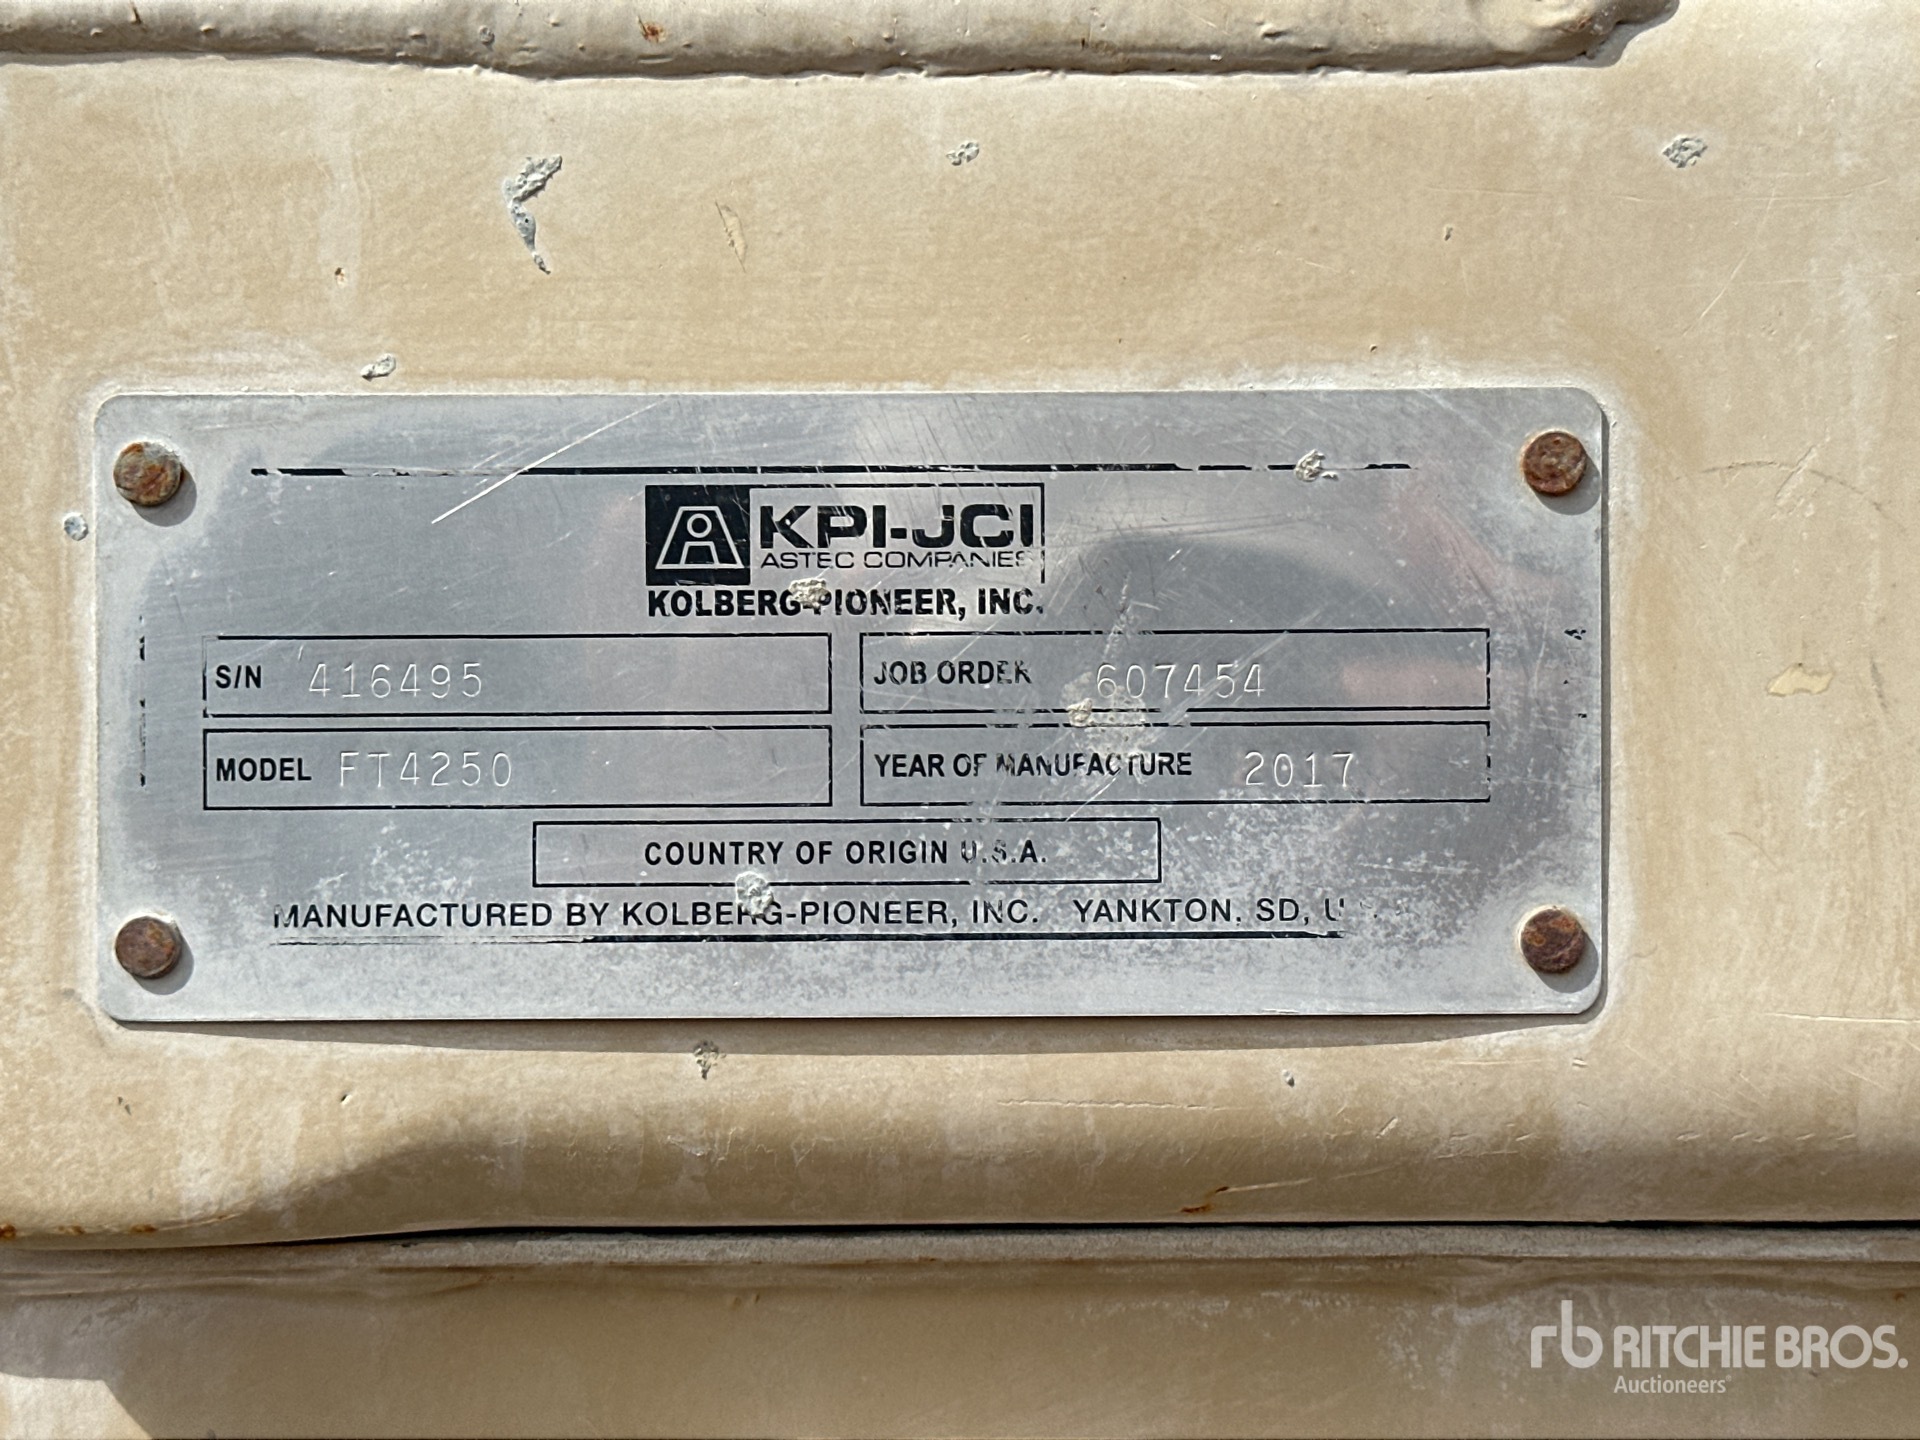 KPI-JCI
ASTEC COMPANIES
KOLBERG-PIONEER, INC.
S/N 416495
JOB ORDER 607454
MODEL FT4250
YEAR OF MANUFACTURE 2017
COUNTRY OF ORIGIN U.S.A.
MANUFACTURED BY KOLBERG-PIONEER, INC. YANKTON, SD,
rb RITCHIE BROS.
Auctioneers